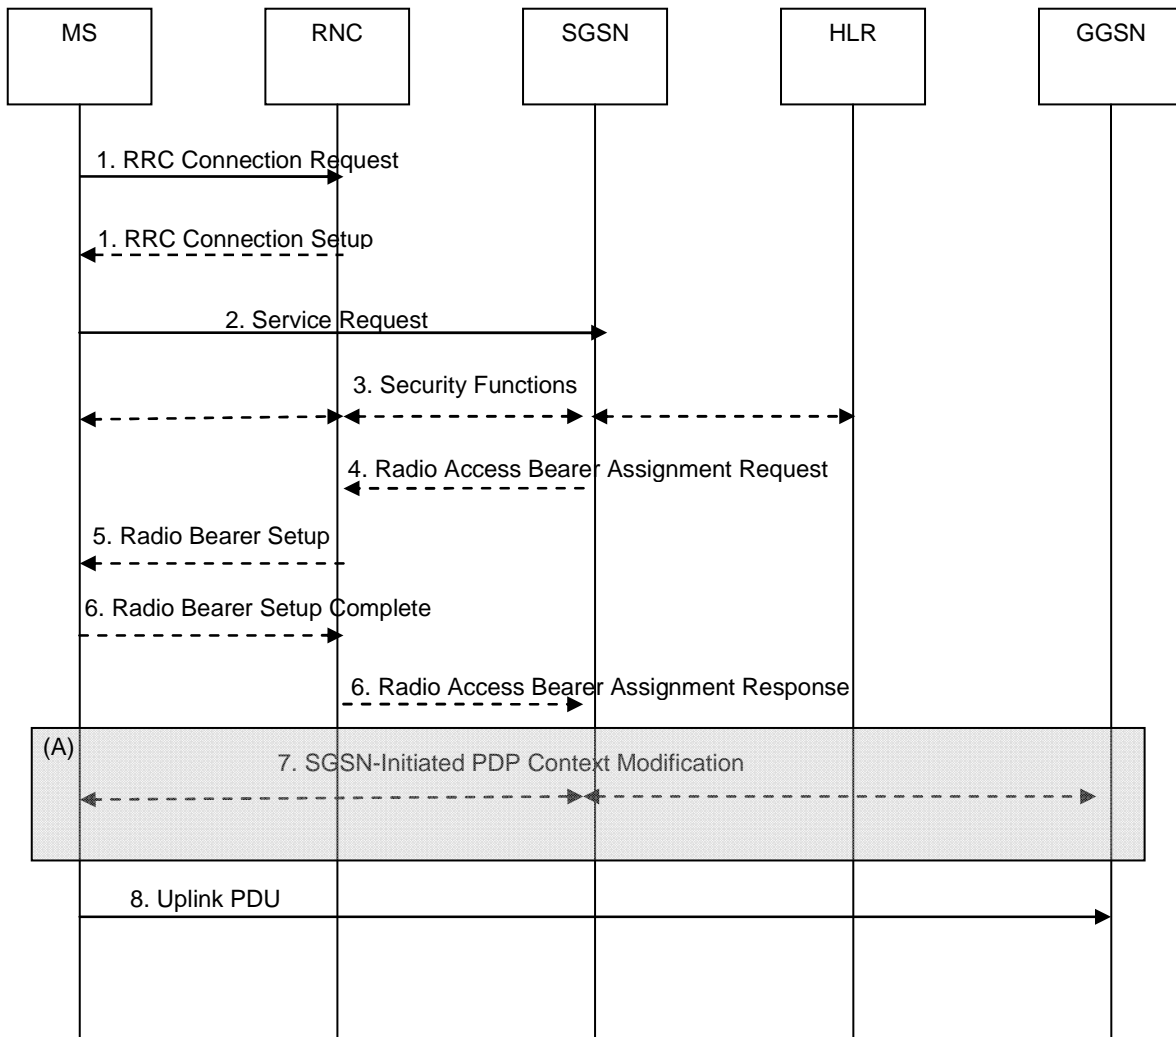 MS
RNC
SGSN
HLR
GGSN
1. RRC Connection Request
1. RRC Connection Setup
2. Service Request
3. Security Functions
4. Radio Access Bearer Assignment Request
5. Radio Bearer Setup
6. Radio Bearer Setup Complete
6. Radio Access Bearer Assignment Response
(A)
7. SGSN-Initiated PDP Context Modification
8. Uplink PDU